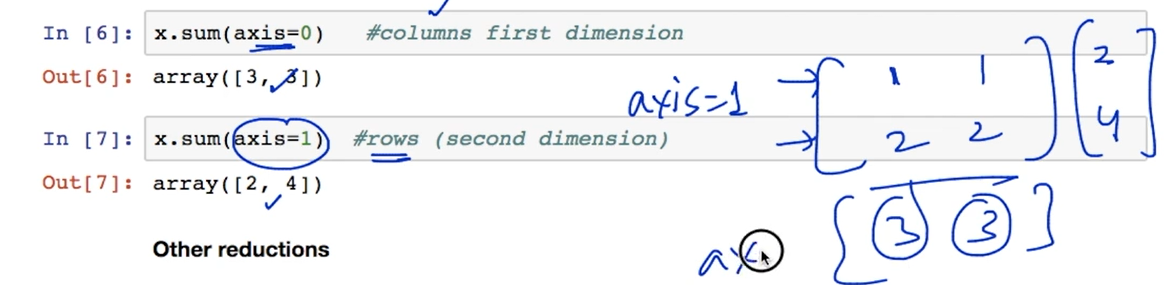 In [6]: x.sum(axis=0) #columns first dimension
Out[6]: array([3, 3])
In [7]: x.sum(axis=1) #rows (second dimension)
Out[7]: array([2, 4])
Other reductions
axis=1
[1 1
2 2]
[2
4]
[3 3]
ax